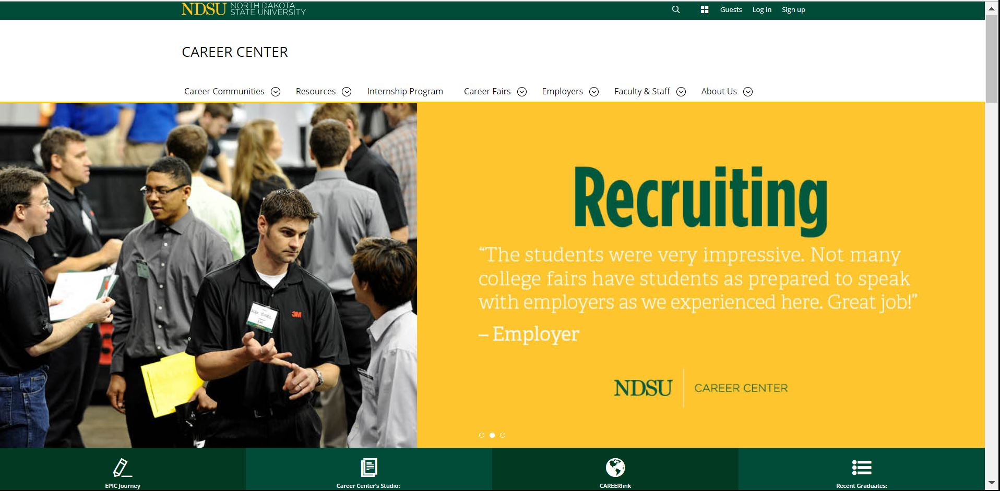 NDSU NORTH DAKOTA
STATE UNIVERSITY
Guests Log in Sign up
CAREER CENTER
Career Communities Resources Internship Program Career Fairs Employers Faculty & Staff About Us
3M
Recruiting
“The students were very impressive. Not many
college fairs have students as prepared to speak
with employers as we experienced here. Great job!”
– Employer
NDSU CAREER CENTER
EPIC Journey Career Center's Studio: CAREERlink Recent Graduates: